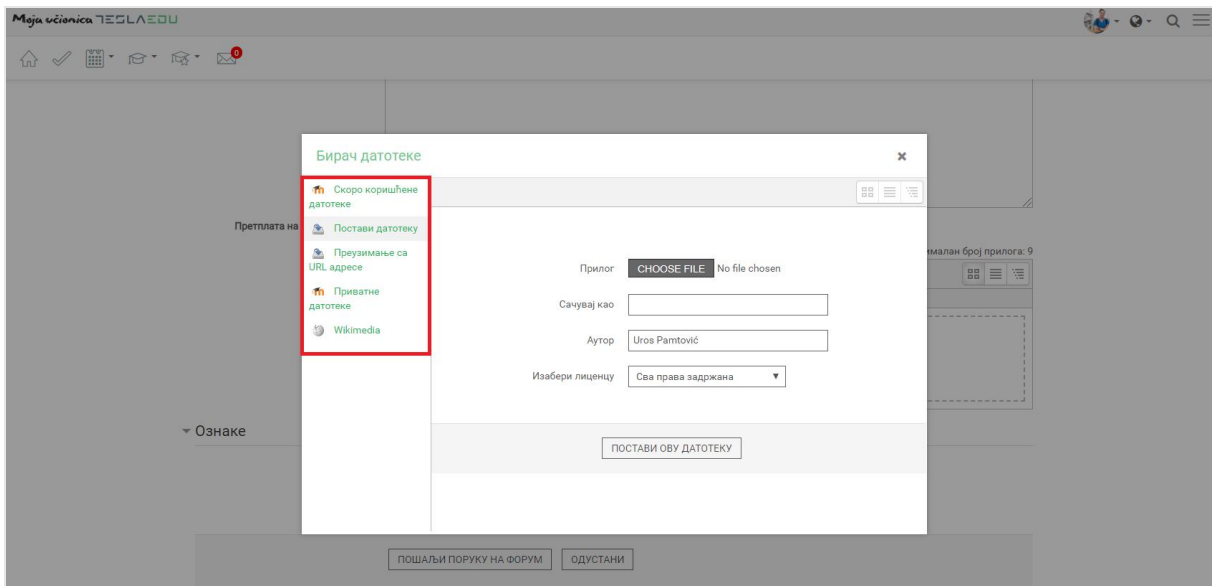 Moja učionica TESLAEDU
0
Бирач датотеке
Скоро коришћене
датотеке
Постави датотеку
Преузимање са
URL адресе
Приватне
датотеке
Wikimedia
Претплата на
ималан број прилога: 9
Прилог CHOOSE FILE No file chosen
Сачувај као
Аутор Uros Pamtović
Изабери лиценцу Сва права задржана
ПОСТАВИ ОВУ ДАТОТЕКУ
Ознаке
ПОШАЉИ ПОРУКУ НА ФОРУМ ОДУСТАНИ